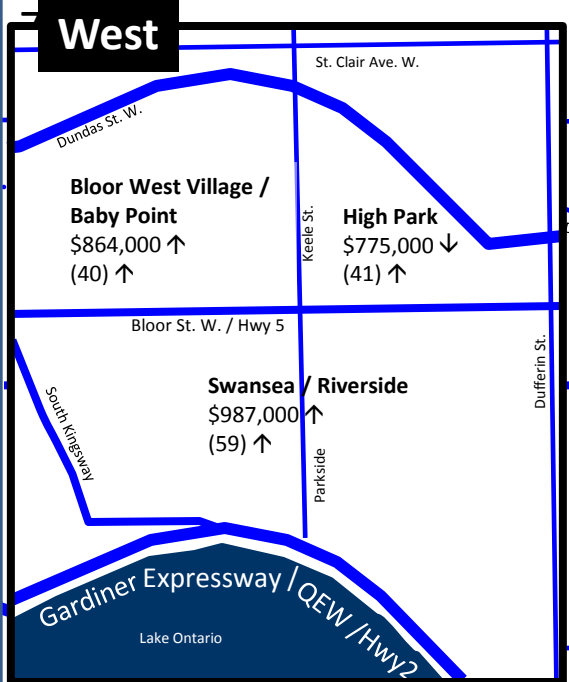 West
St. Clair Ave. W.
Dundas St. W.
Bloor West Village /
Baby Point
$864,000 ↑
(40) ↑
Keele St.
High Park
$775,000 ↓
(41) ↑
Bloor St. W. / Hwy 5
Dufferin St.
South Kingsway
Swansea / Riverside
$987,000 ↑
(59) ↑
Parkside
Gardiner Expressway / QEW /Hwy2
Lake Ontario